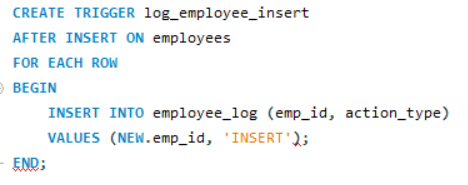 CREATE TRIGGER log_employee_insert
AFTER INSERT ON employees
FOR EACH ROW
BEGIN
    INSERT INTO employee_log (emp_id, action_type)
    VALUES (NEW.emp_id, 'INSERT');
END;